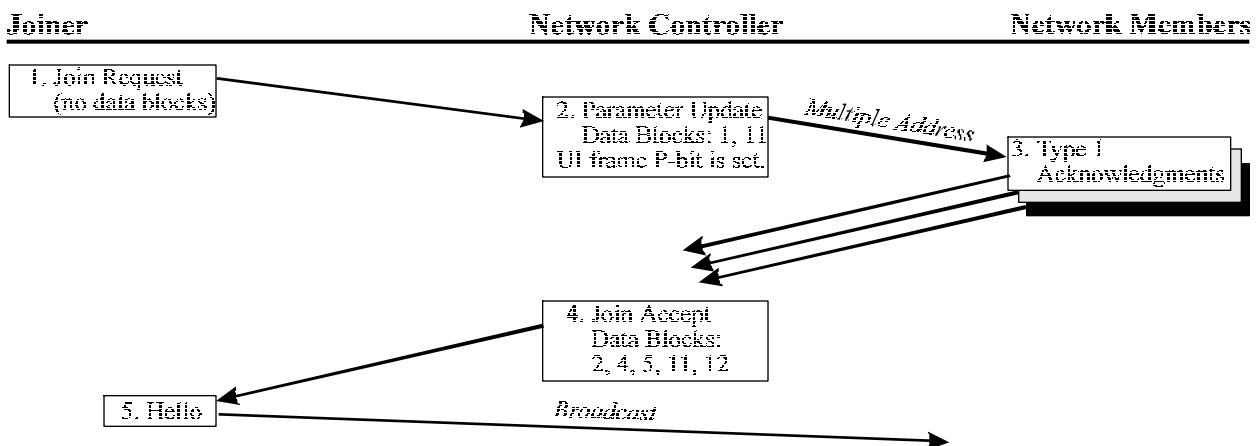 Joiner
Network Controller
Network Members
1. Join Request
(no data blocks)
2. Parameter Update
Data Blocks: 1, 11
UI frame P-bit is set.
Multiple Address
3. Type 1
Acknowledgments
4. Join Accept
Data Blocks:
2, 4, 5, 11, 12
5. Hello
Broadcast